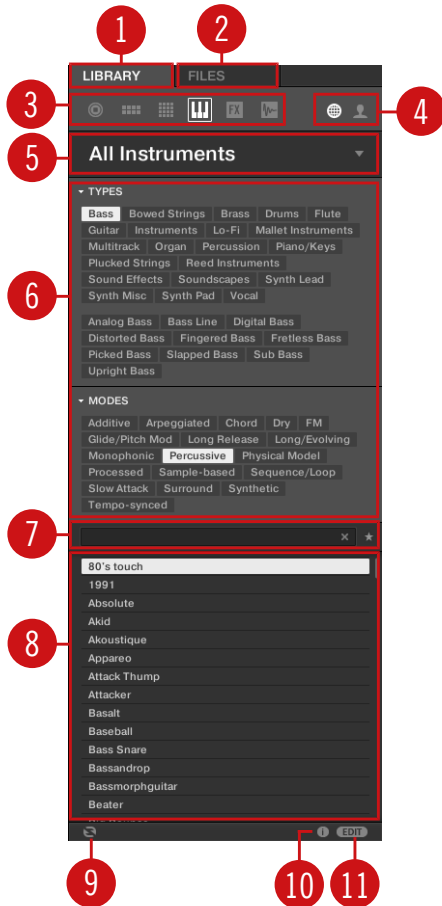 1
2
LIBRARY FILES
3
FX
4
5
All Instruments
6
TYPES
Bass Bowed Strings Brass Drums Flute
Guitar Instruments Lo-Fi Mallet Instruments
Multitrack Organ Percussion Piano/Keys
Plucked Strings Reed Instruments
Sound Effects Soundscapes Synth Lead
Synth Misc Synth Pad Vocal
Analog Bass Bass Line Digital Bass
Distorted Bass Fingered Bass Fretless Bass
Picked Bass Slapped Bass Sub Bass
Upright Bass
MODES
Additive Arpeggiated Chord Dry FM
Glide/Pitch Mod Long Release Long/Evolving
Monophonic Percussive Physical Model
Processed Sample-based Sequence/Loop
Slow Attack Surround Synthetic
Tempo-synced
7
8
80's touch
1991
Absolute
Akid
Akoustique
Appareo
Attack Thump
Attacker
Basalt
Baseball
Bass Snare
Bassandrop
Bassmorphguitar
Beater
i EDIT
9
10
11